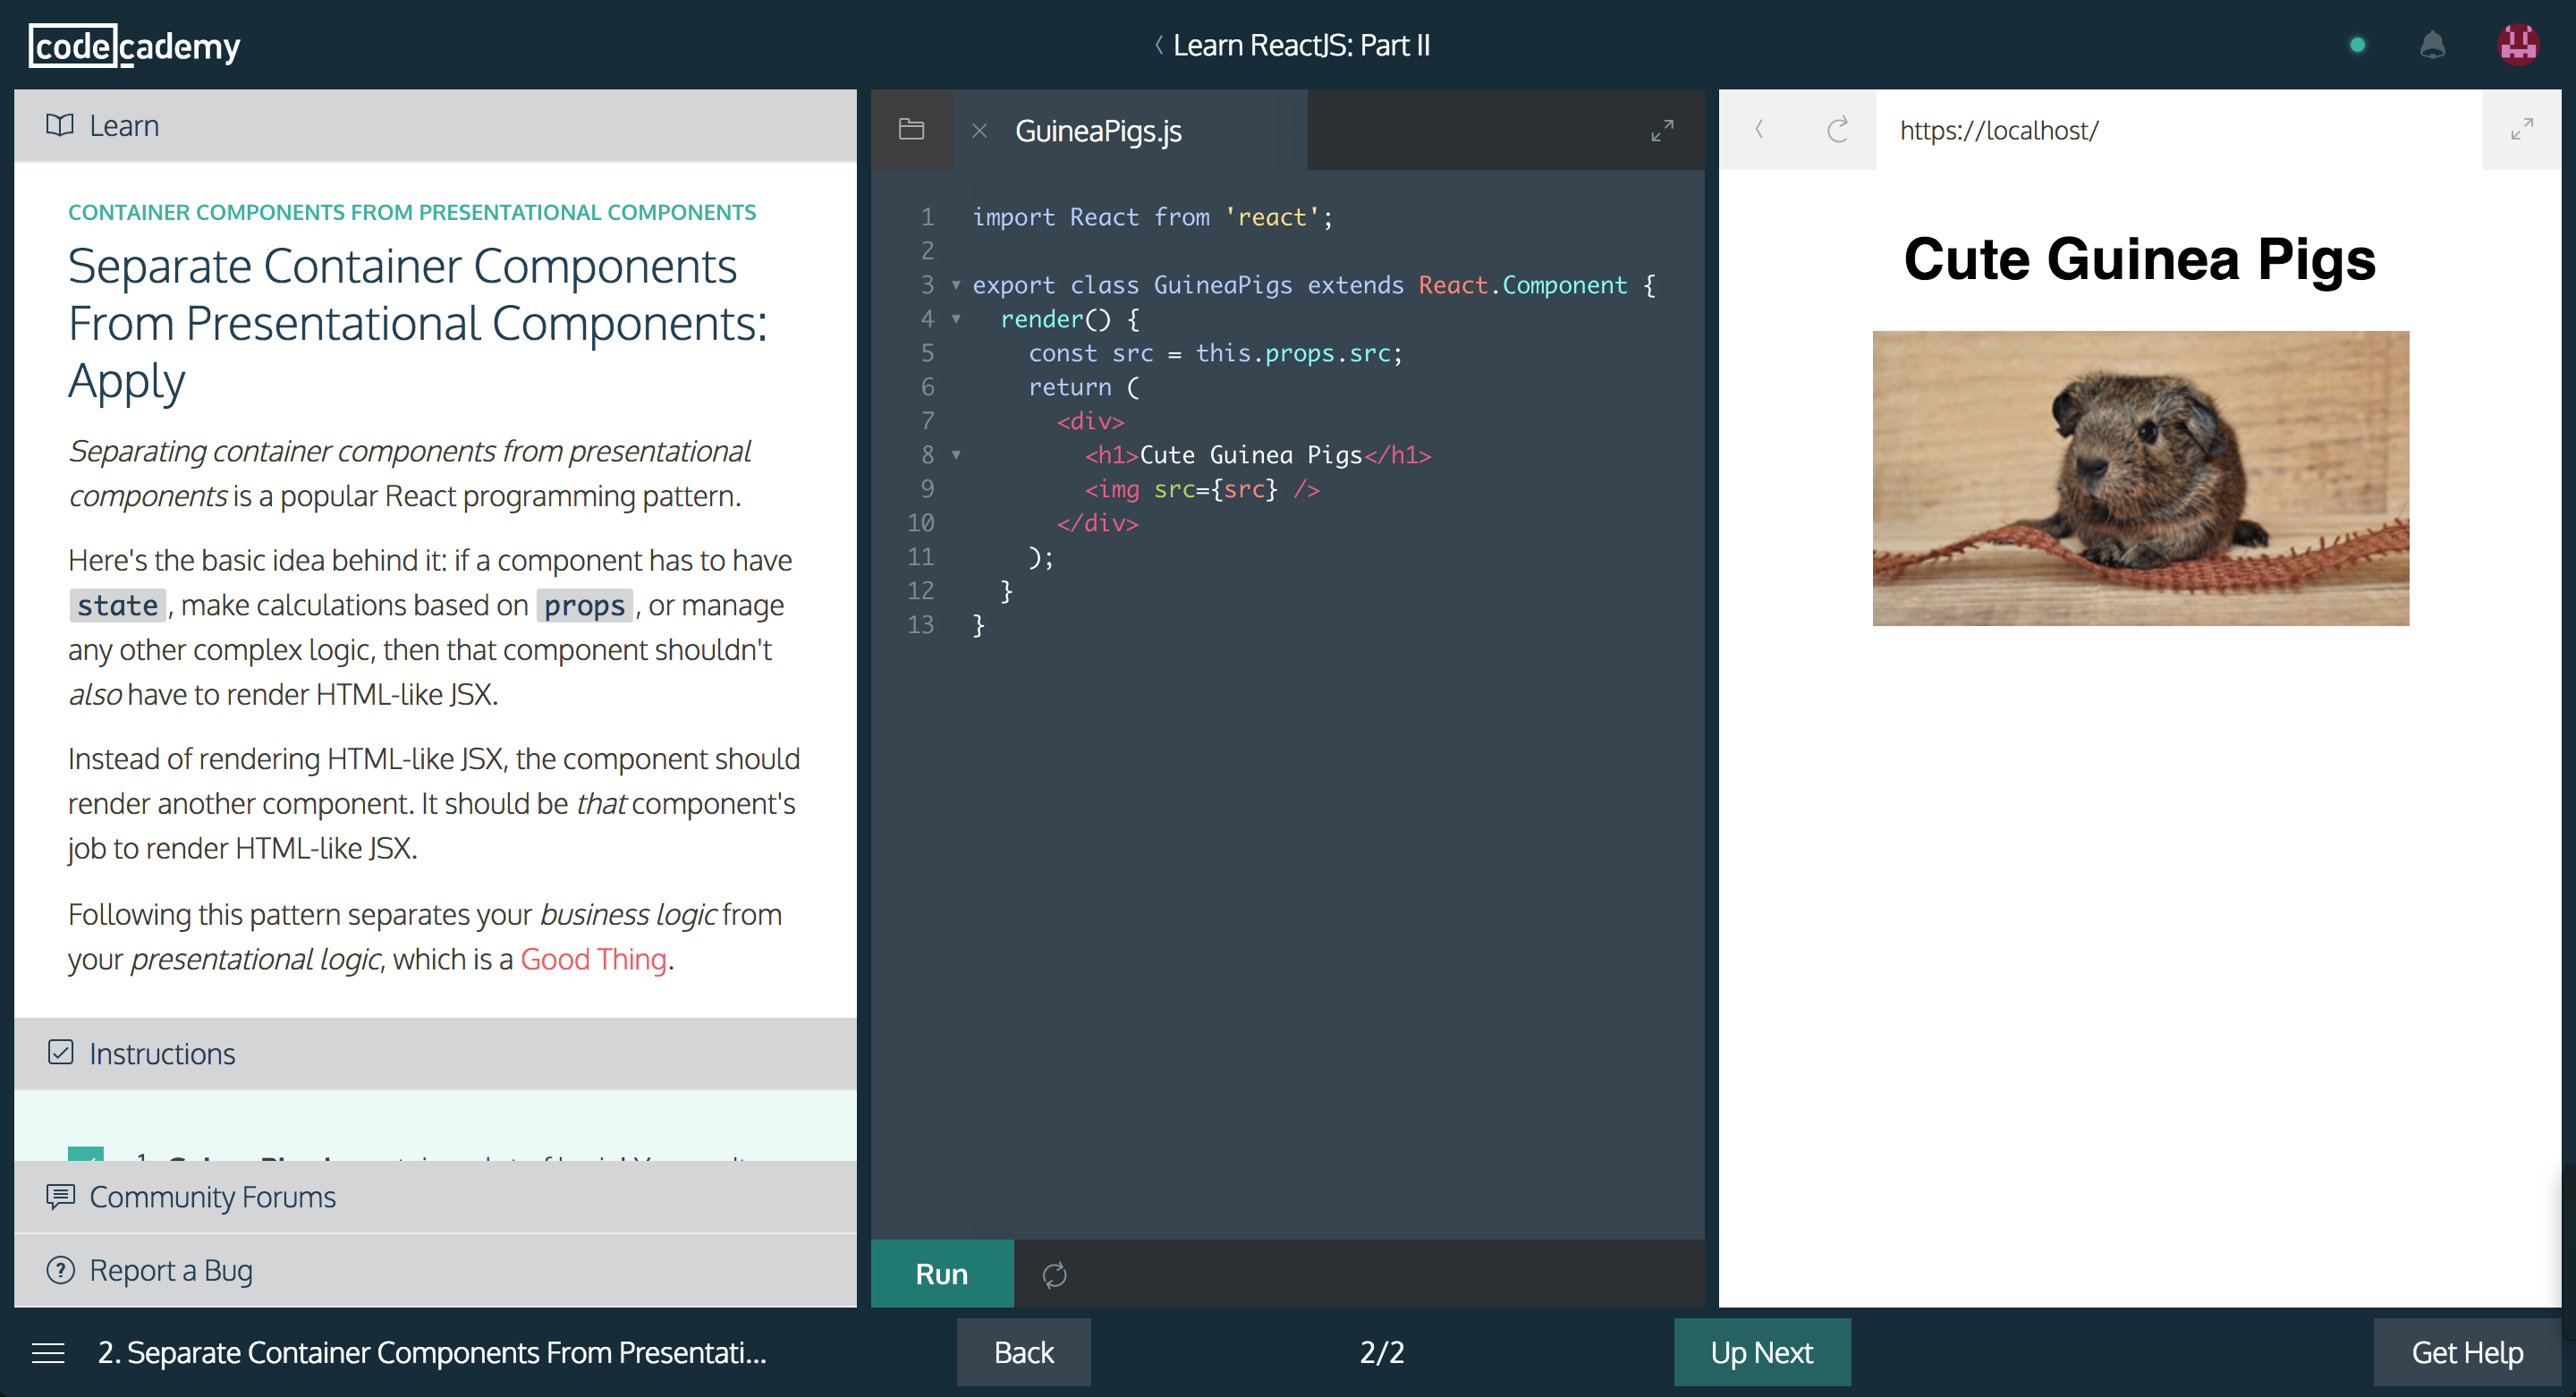 codecademy
Learn ReactJS: Part II
Learn
CONTAINER COMPONENTS FROM PRESENTATIONAL COMPONENTS
Separate Container Components
From Presentational Components:
Apply
Separating container components from presentational
components is a popular React programming pattern.
Here's the basic idea behind it: if a component has to have
state, make calculations based on props, or manage
any other complex logic, then that component shouldn't
also have to render HTML-like JSX.
Instead of rendering HTML-like JSX, the component should
render another component. It should be that component's
job to render HTML-like JSX.
Following this pattern separates your business logic from
your presentational logic, which is a Good Thing.
Instructions
Community Forums
Report a Bug
GuineaPigs.js
1 import React from 'react';
2
3 export class GuineaPigs extends React.Component {
4 render() {
5 const src = this.props.src;
6 return (
7 <div>
8 <h1>Cute Guinea Pigs</h1>
9 <img src={src} />
10 </div>
11 );
12 }
13 }
Run
https://localhost/
Cute Guinea Pigs
2. Separate Container Components From Presentati...
Back
2/2
Up Next
Get Help